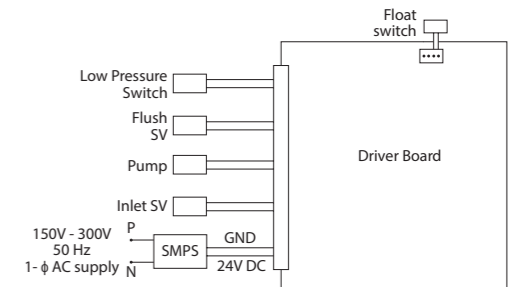 Float
switch
Low Pressure
Switch
Flush
SV
Driver Board
Pump
Inlet SV
150V - 300V
50 Hz
1- ϕ AC supply
P
N
SMPS
GND
24V DC